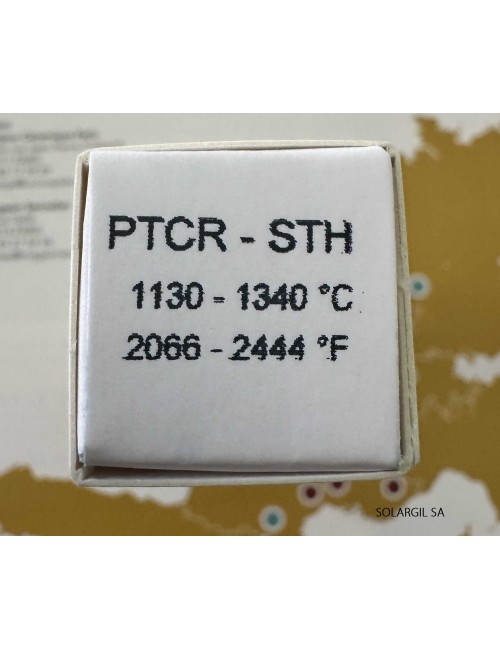 PTCR - STH
1130 - 1340 °C
2066 - 2444 °F
SOLARGIL SA